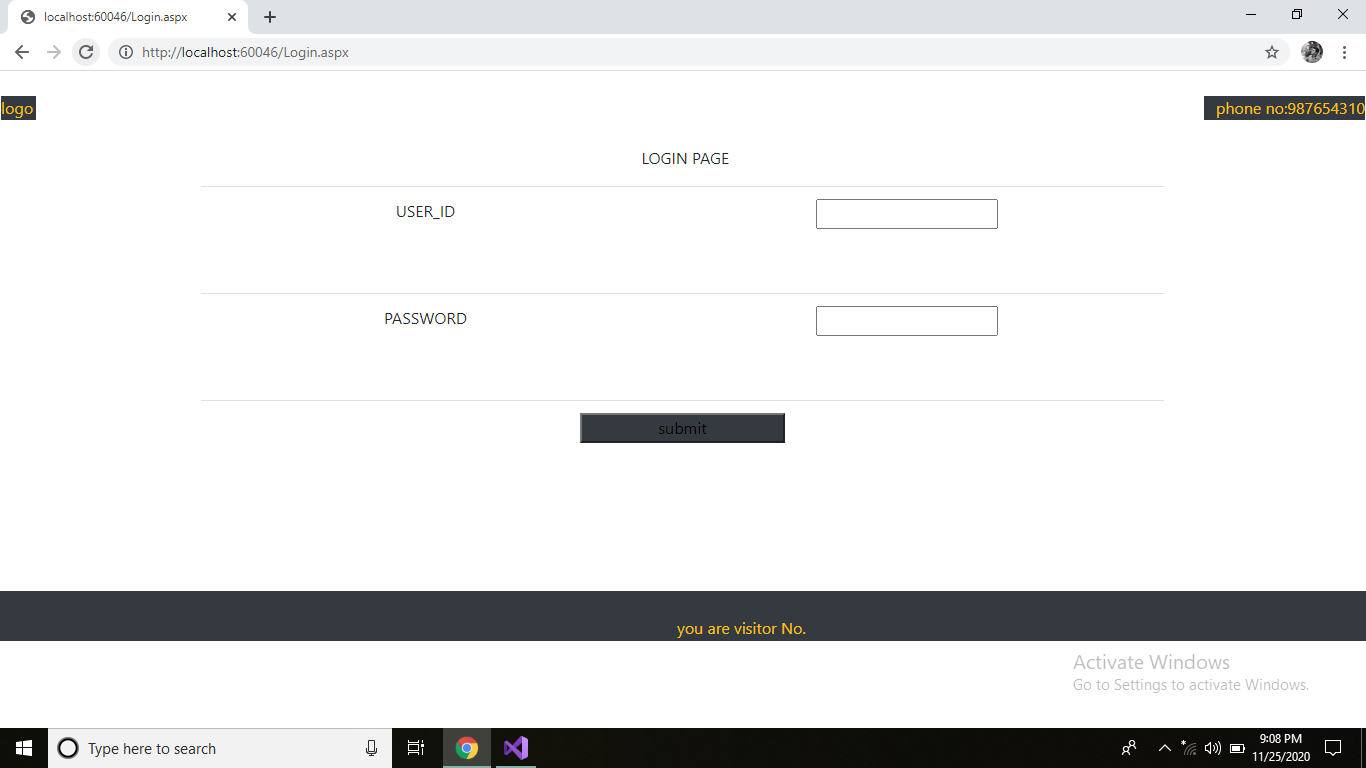 localhost:60046/Login.aspx
http://localhost:60046/Login.aspx
logo
phone no:987654310
LOGIN PAGE
USER_ID
PASSWORD
submit
you are visitor No.
Activate Windows
Go to Settings to activate Windows.
Type here to search
9:08 PM
11/25/2020